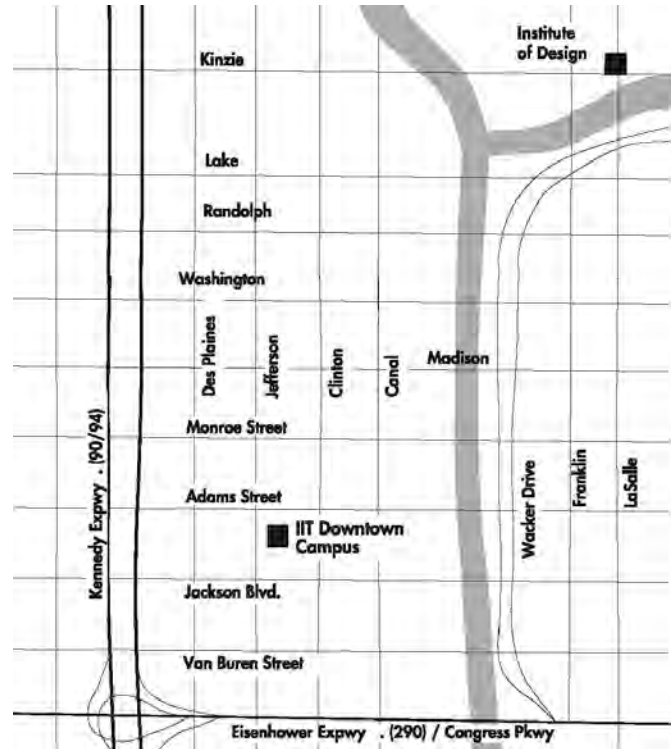 Institute
of Design
Kinzie
Lake
Randolph
Washington
Des Plaines
Jefferson
Clinton
Canal
Madison
Monroe Street
Kennedy Expwy . (90/94)
Wacker Drive
Franklin
LaSalle
Adams Street
IIT Downtown
Campus
Jackson Blvd.
Van Buren Street
Eisenhower Expwy . (290) / Congress Pkwy